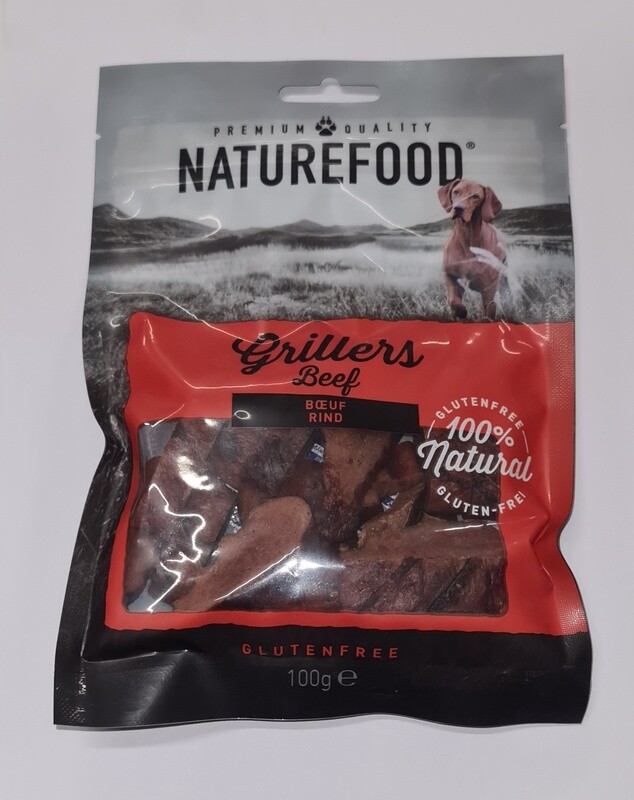 PREMIUM QUALITY
NATUREFOOD®
Grillers
Beef
BŒUF
RIND
GLUTENFREE
100%
Natural
GLUTEN-FREI
GLUTENFREE
100g ℮